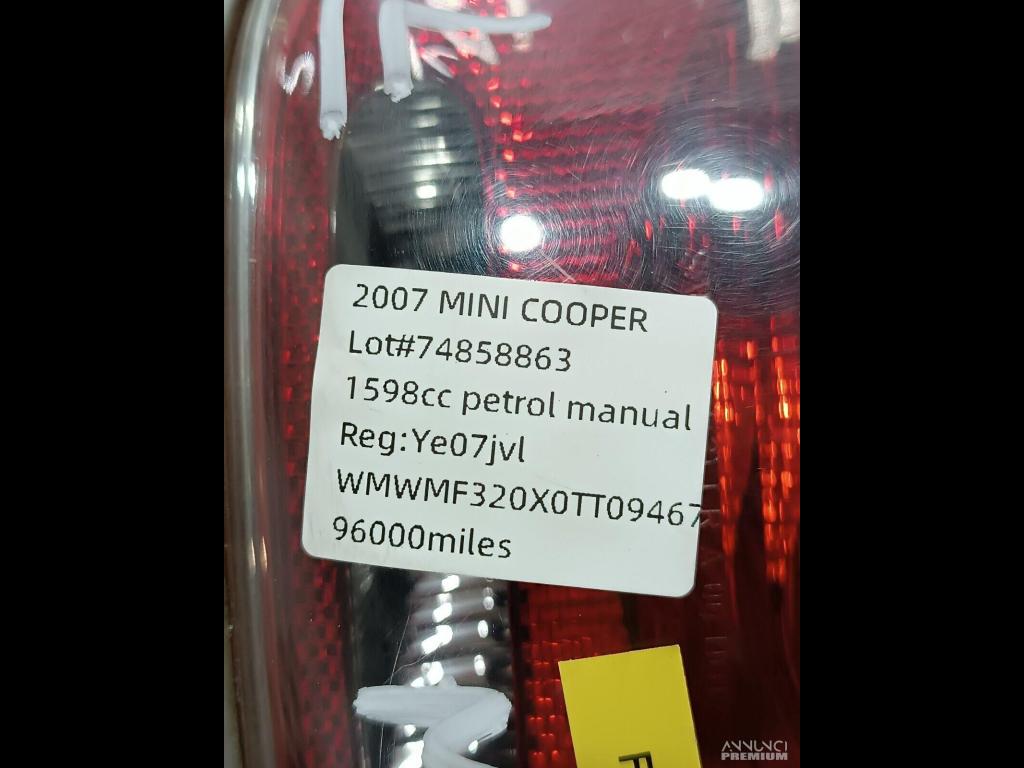 2007 MINI COOPER
Lot#74858863
1598cc petrol manual
Reg:Ye07jvl
WMWMF320X0TT09467
96000miles
F
ANNUNCI
PREMIUM